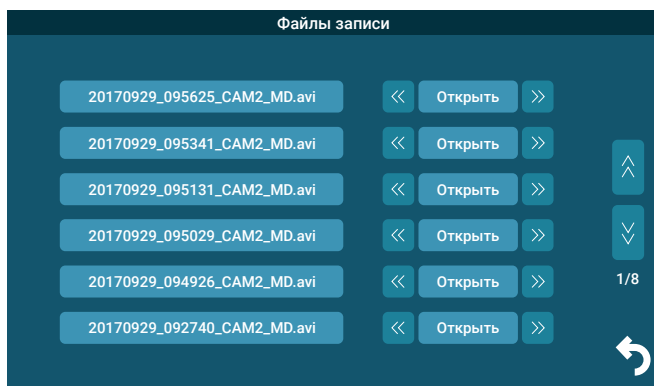 Файлы записи
20170929_095625_CAM2_MD.avi Открыть
20170929_095341_CAM2_MD.avi Открыть
20170929_095131_CAM2_MD.avi Открыть
20170929_095029_CAM2_MD.avi Открыть
20170929_094926_CAM2_MD.avi Открыть
20170929_092740_CAM2_MD.avi Открыть
1/8